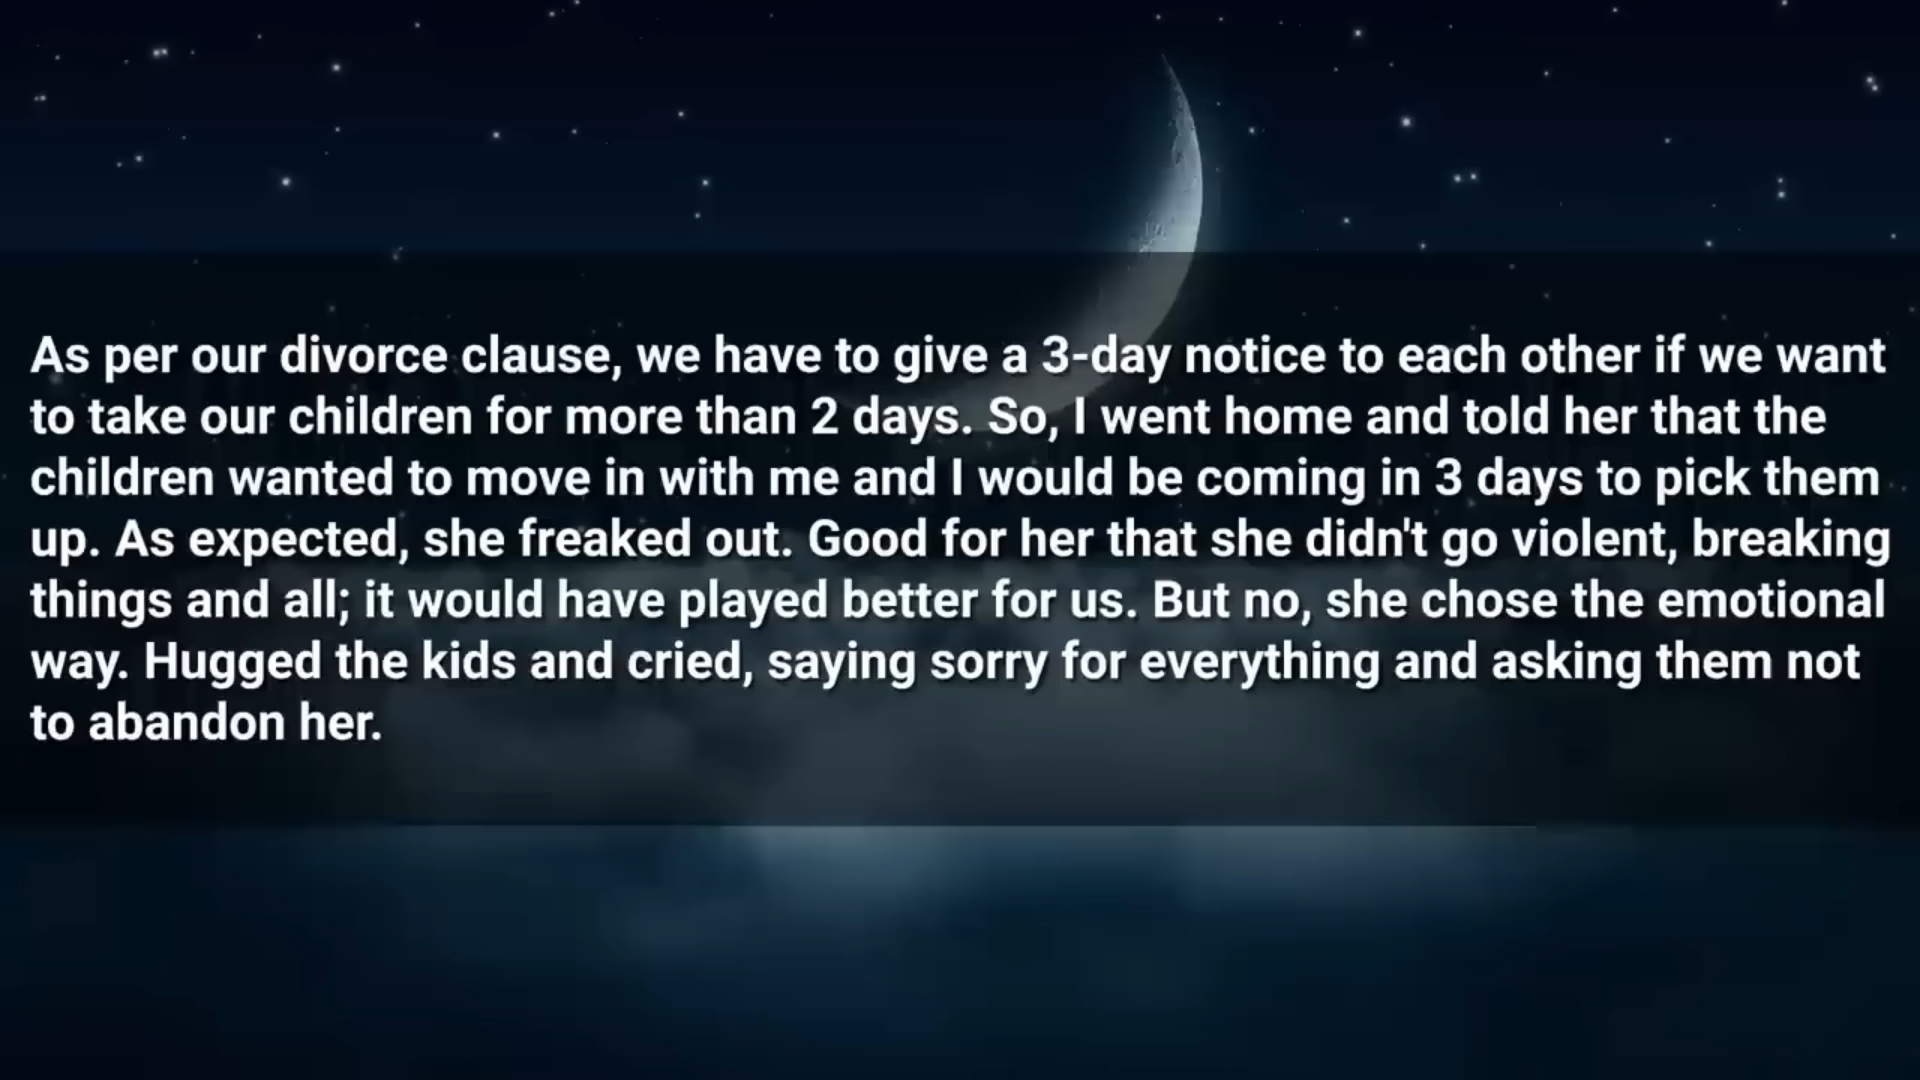 As per our divorce clause, we have to give a 3-day notice to each other if we want
to take our children for more than 2 days. So, I went home and told her that the
children wanted to move in with me and I would be coming in 3 days to pick them
up. As expected, she freaked out. Good for her that she didn't go violent, breaking
things and all; it would have played better for us. But no, she chose the emotional
way. Hugged the kids and cried, saying sorry for everything and asking them not
to abandon her.